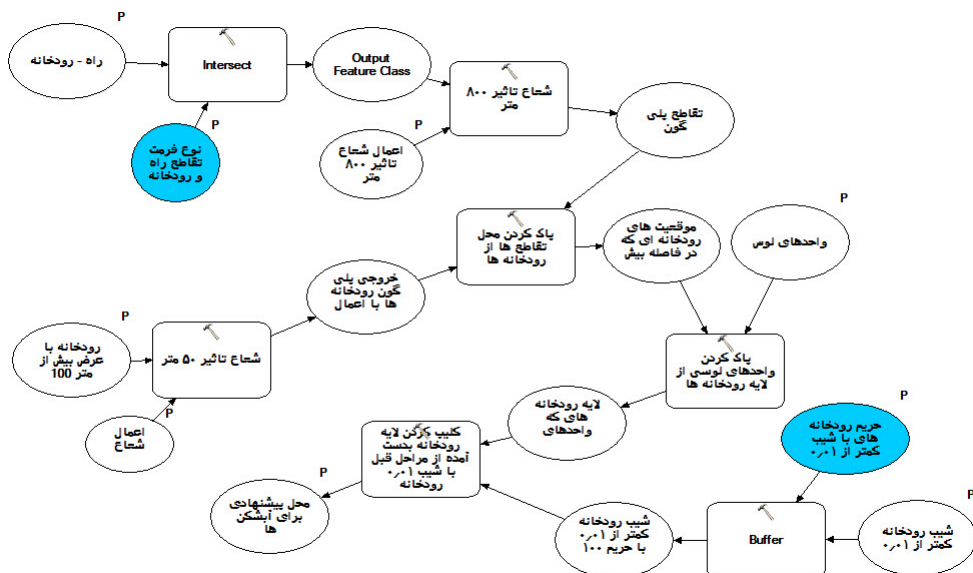 P
راه - رودخانه
Intersect
Output
Feature Class
P
نوع فرمت
تقاطع راه
و رودخانه
شعاع تاثیر ۸۰۰
متر
P
اعمال شعاع
تاثیر ۸۰۰
متر
تقاطع پلی
گون
پاک کردن محل
تقاطع ها از
رودخانه ها
موقعیت های
رودخانه ای که
در فاصله بیش
P
واحدهای لوس
خروجی پلی
گون رودخانه
ها با اعمال
P
رودخانه با
عرض بیش از
100 متر
شعاع تاثیر ۵۰ متر
P
اعمال
شعاع
پاک کردن
واحدهای لوسی از
لایه رودخانه ها
لایه رودخانه
های که
واحدهای
P
حریم رودخانه
های با شیب
کمتر از ۰٫۰۱
کلیپ کردن لایه
رودخانه بدست
آمده از مراحل قبل
با شیب ۰٫۰۱
رودخانه
P
محل پیشنهادی
برای آبشکن
ها
شیب رودخانه
کمتر از ۰٫۰۱
با حریم ۱۰۰
Buffer
P
شیب رودخانه
کمتر از ۰٫۰۱